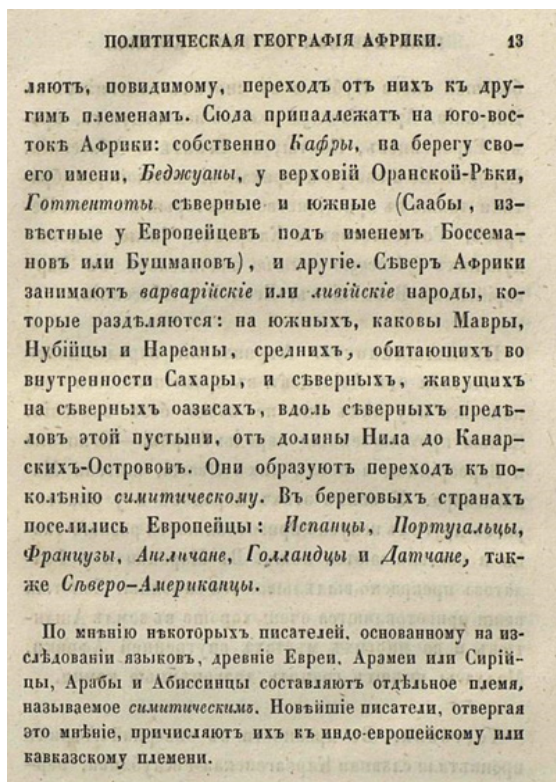 ПОЛИТИЧЕСКАЯ ГЕОГРАФІЯ АФРИКИ. 13
ляютъ, повидимому, переходъ отъ нихъ къ дру-
гимъ племенамъ. Сюда принадлежатъ на юго-вос-
токѣ Африки: собственно Кафры, на берегу сво-
его имени, Беджуаны, у верховій Оранской-Рѣки,
Готтентоты сѣверные и южные (Саабы, из-
вѣстные у Европейцевъ подъ именемъ Боссема-
новъ или Бушмановъ), и другіе. Сѣверъ Африки
занимаютъ варварійскіе или ливійскіе народы, ко-
торые раздѣляются: на южныхъ, каковы Мавры,
Нубійцы и Нареаны, среднихъ, обитающихъ во
внутренности Сахары, и сѣверныхъ, живущихъ
на сѣверныхъ оазисахъ, вдоль сѣверныхъ предѣ-
ловъ этой пустыни, отъ долины Нила до Канар-
скихъ-Острововъ. Они образуютъ переходъ къ по-
колѣнію симитическому. Въ береговыхъ странахъ
поселились Европейцы: Испанцы, Португальцы,
Французы, Англичане, Голландцы и Датчане, так-
же Сѣверо-Американцы.
По мнѣнію нѣкоторыхъ писателей, основанному на из-
слѣдованіи языковъ, древніе Евреи, Арамеи или Сирій-
цы, Арабы и Абиссинцы составляютъ отдѣльное племя,
называемое симитическимъ. Новѣйшіе писатели, отвергая
это мнѣніе, причисляютъ ихъ къ индо-европейскому или
кавказскому племени.